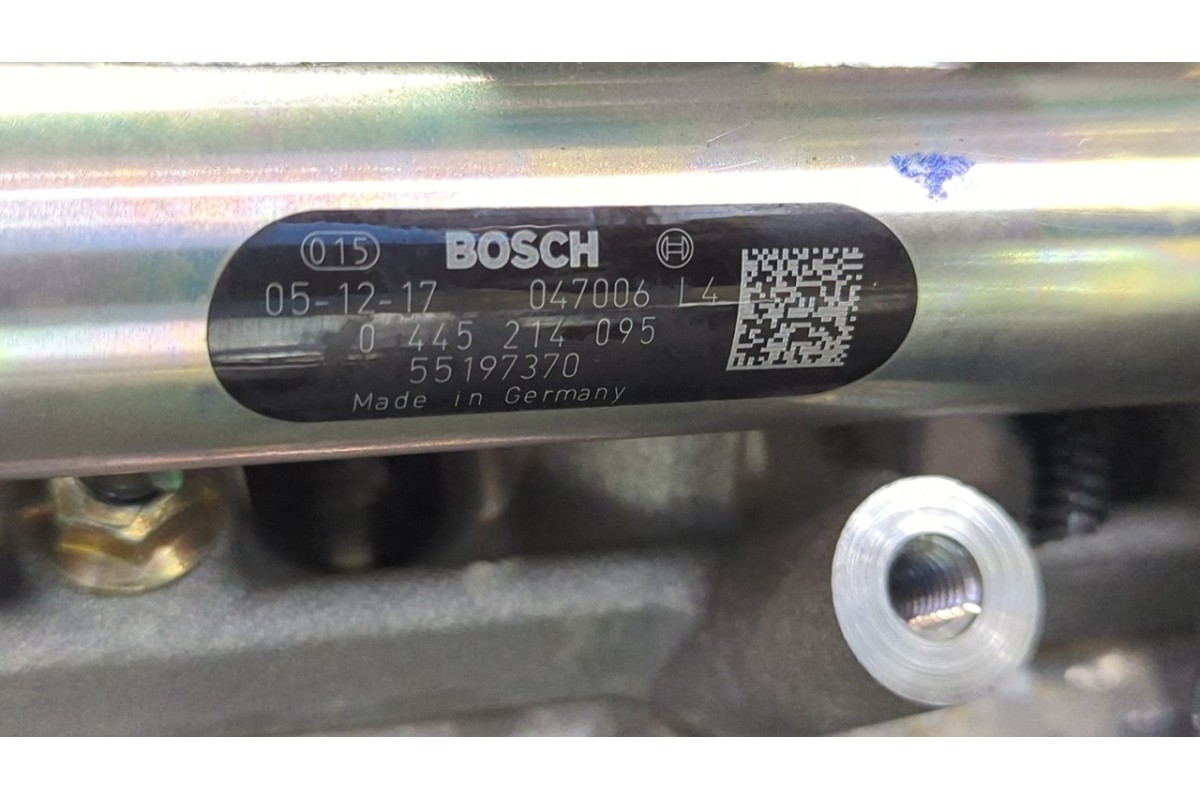 015 BOSCH
05-12-17 047006 L4
0 445 214 095
55197370
Made in Germany